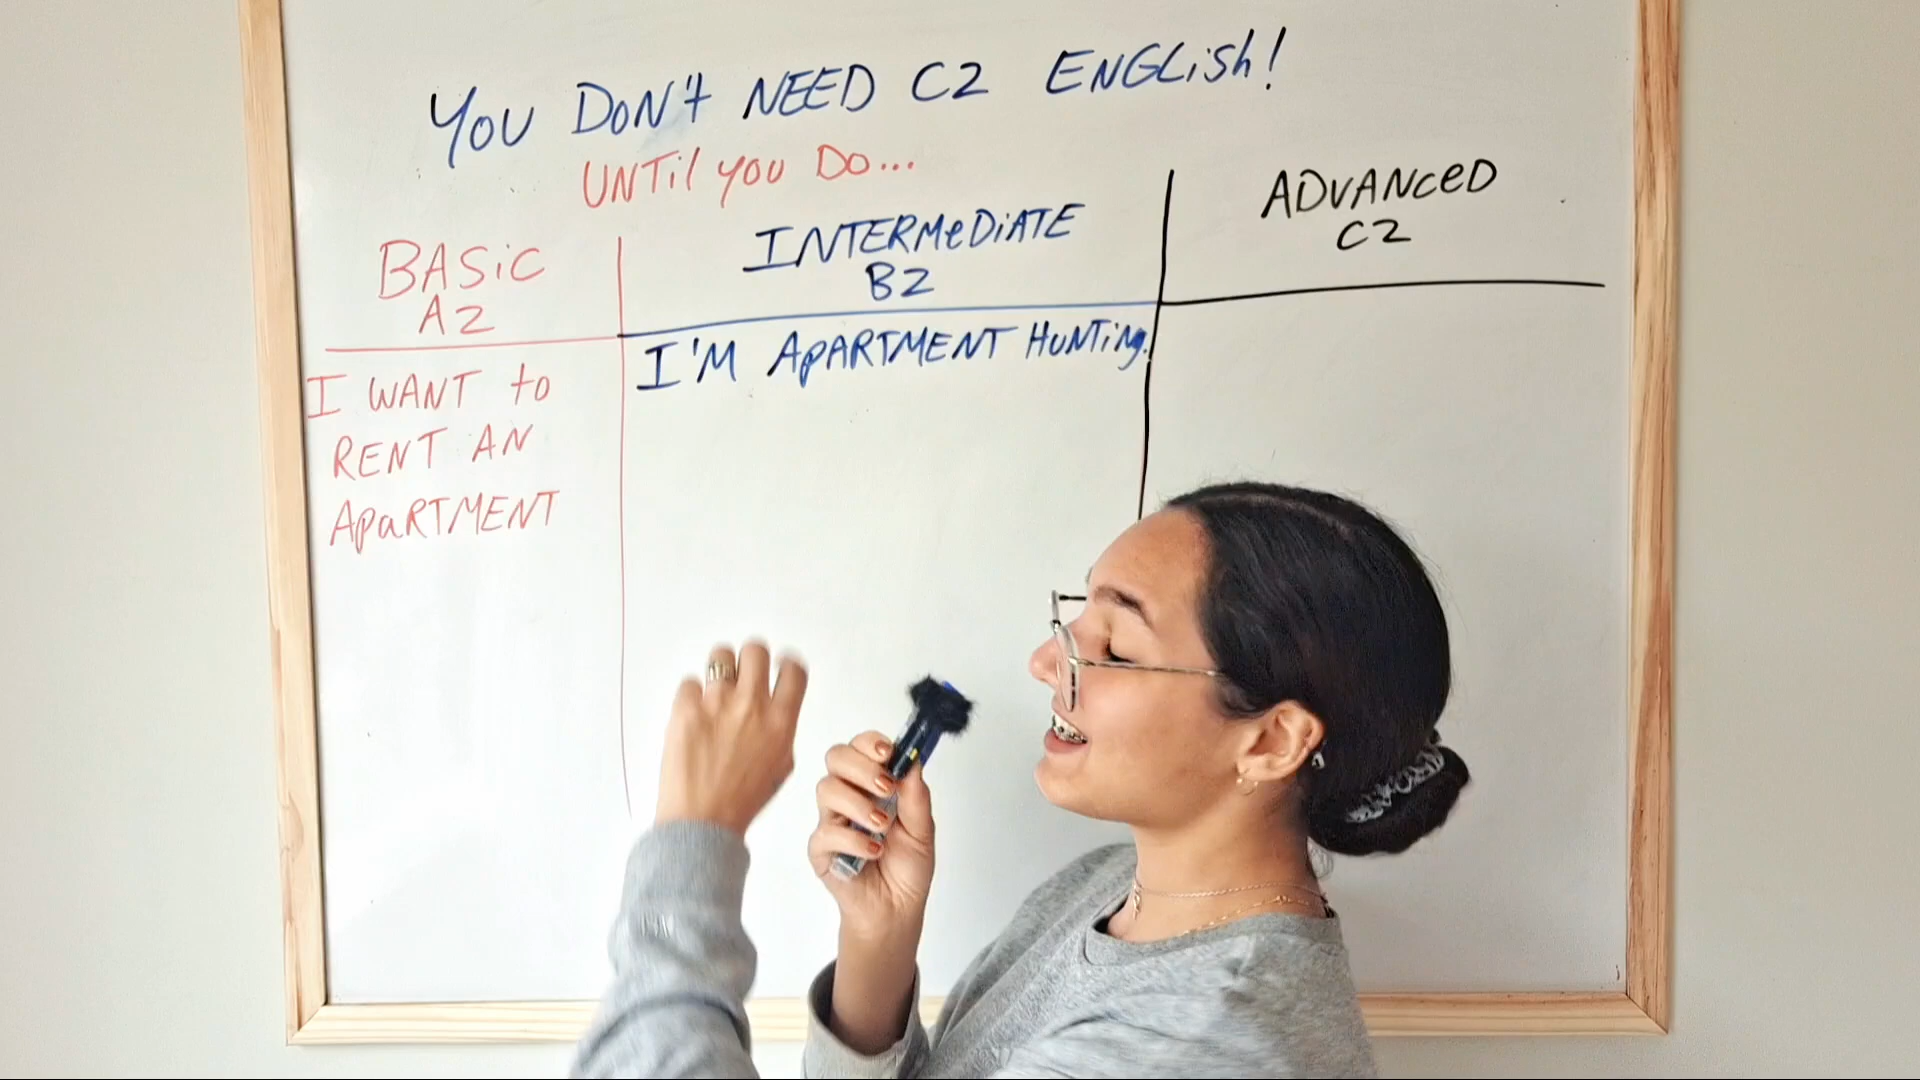 YOU DON'T NEED C2 ENGLiSh!
UNTil you Do...
BASiC
A2
INTERMeDiATE
B2
ADVANceD
C2
I WANT to
RENT AN
ApaRTMENT
I'M ApARTMENT HuNTing.